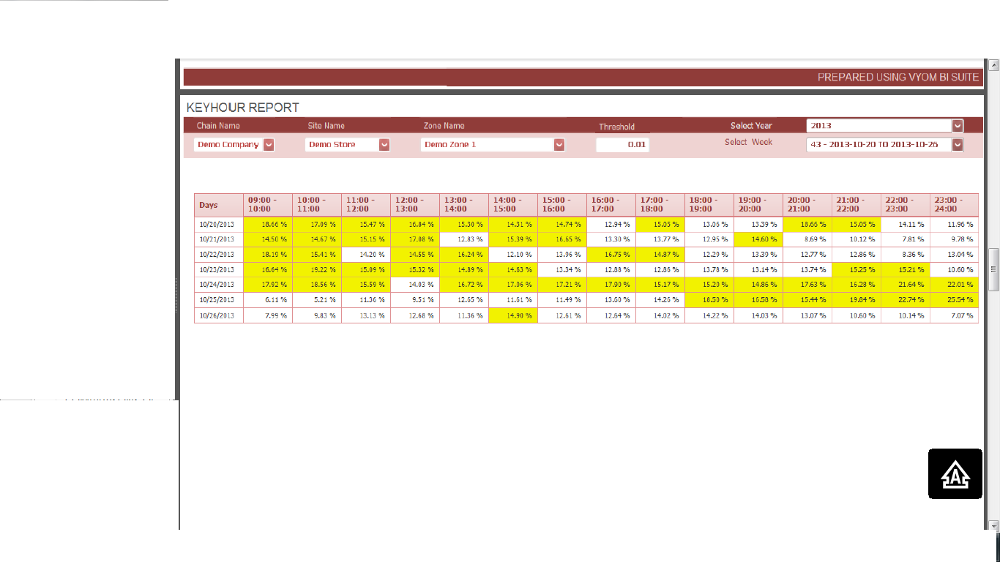 PREPARED USING VYOM BI SUITE
KEYHOUR REPORT
Chain Name Site Name Zone Name Threshold Select Year 2013
Demo Company Demo Store Demo Zone 1 0.01 Select Week 43 - 2013-10-20 TO 2013-10-26
Days 09:00 - 10:00 10:00 - 11:00 11:00 - 12:00 12:00 - 13:00 13:00 - 14:00 14:00 - 15:00 15:00 - 16:00 16:00 - 17:00 17:00 - 18:00 18:00 - 19:00 19:00 - 20:00 20:00 - 21:00 21:00 - 22:00 22:00 - 23:00 23:00 - 24:00
10/20/2013 18.66 % 17.09 % 15.47 % 16.84 % 15.30 % 14.31 % 14.74 % 12.94 % 15.05 % 13.06 % 13.39 % 18.66 % 15.05 % 14.11 % 11.96 %
10/21/2013 14.50 % 14.67 % 15.15 % 17.08 % 12.83 % 15.39 % 16.65 % 13.30 % 13.77 % 12.95 % 14.60 % 8.69 % 10.12 % 7.81 % 9.78 %
10/22/2013 18.19 % 15.41 % 14.20 % 14.55 % 16.24 % 12.10 % 13.96 % 16.75 % 14.87 % 12.29 % 13.39 % 12.77 % 12.86 % 8.36 % 13.04 %
10/23/2013 16.64 % 19.22 % 15.09 % 15.32 % 14.89 % 14.63 % 13.34 % 12.88 % 12.86 % 13.78 % 13.14 % 13.74 % 15.25 % 15.21 % 10.60 %
10/24/2013 17.92 % 18.56 % 15.59 % 14.03 % 16.72 % 17.06 % 17.21 % 17.90 % 15.17 % 15.20 % 14.86 % 17.63 % 16.28 % 21.64 % 22.01 %
10/25/2013 6.11 % 5.21 % 11.36 % 9.51 % 12.65 % 11.61 % 11.49 % 13.60 % 14.26 % 18.50 % 16.58 % 15.44 % 19.84 % 22.74 % 25.54 %
10/26/2013 7.99 % 9.83 % 13.13 % 12.68 % 11.36 % 14.90 % 12.61 % 12.64 % 14.02 % 14.22 % 14.03 % 13.07 % 10.60 % 10.14 % 7.07 %
A